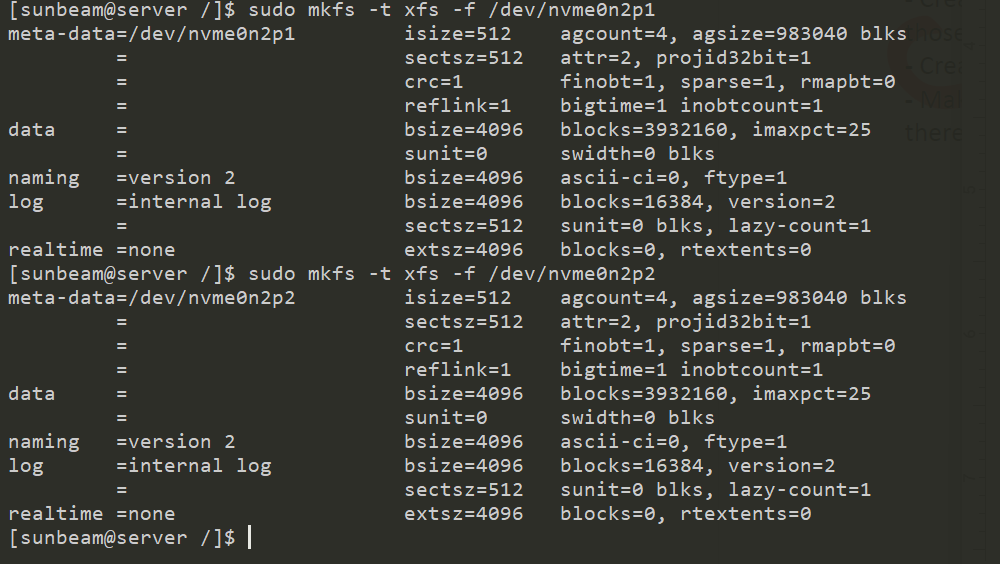 [sunbeam@server /]$ sudo mkfs -t xfs -f /dev/nvme0n2p1
meta-data=/dev/nvme0n2p1         isize=512    agcount=4, agsize=983040 blks
         =                       sectsz=512   attr=2, projid32bit=1
         =                       crc=1        finobt=1, sparse=1, rmapbt=0
         =                       reflink=1    bigtime=1 inobtcount=1
data     =                       bsize=4096   blocks=3932160, imaxpct=25
         =                       sunit=0      swidth=0 blks
naming   =version 2              bsize=4096   ascii-ci=0, ftype=1
log      =internal log           bsize=4096   blocks=16384, version=2
         =                       sectsz=512   sunit=0 blks, lazy-count=1
realtime =none                   extsz=4096   blocks=0, rtextents=0
[sunbeam@server /]$ sudo mkfs -t xfs -f /dev/nvme0n2p2
meta-data=/dev/nvme0n2p2         isize=512    agcount=4, agsize=983040 blks
         =                       sectsz=512   attr=2, projid32bit=1
         =                       crc=1        finobt=1, sparse=1, rmapbt=0
         =                       reflink=1    bigtime=1 inobtcount=1
data     =                       bsize=4096   blocks=3932160, imaxpct=25
         =                       sunit=0      swidth=0 blks
naming   =version 2              bsize=4096   ascii-ci=0, ftype=1
log      =internal log           bsize=4096   blocks=16384, version=2
         =                       sectsz=512   sunit=0 blks, lazy-count=1
realtime =none                   extsz=4096   blocks=0, rtextents=0
[sunbeam@server /]$